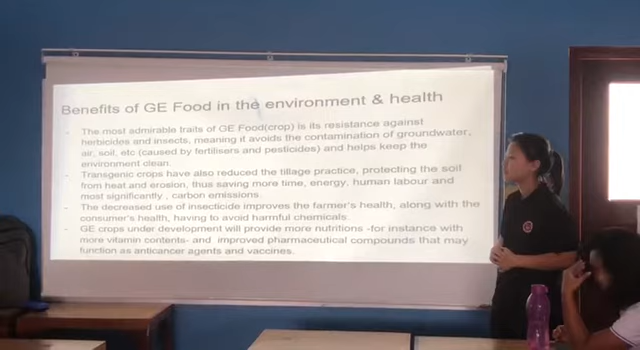 Benefits of GE Food in the environment & health
- The most admirable traits of GE Food(crop) is its resistance against
herbicides and insects, meaning it avoids the contamination of groundwater,
air, soil, etc (caused by fertilisers and pesticides) and helps keep the
environment clean.
- Transgenic crops have also reduced the tillage practice, protecting the soil
from heat and erosion, thus saving more time, energy, human labour and
most significantly , carbon emissions.
- The decreased use of insecticide improves the farmer's health, along with the
consumer's health, having to avoid harmful chemicals.
- GE crops under development will provide more nutritions -for instance with
more vitamin contents- and improved pharmaceutical compounds that may
function as anticancer agents and vaccines.